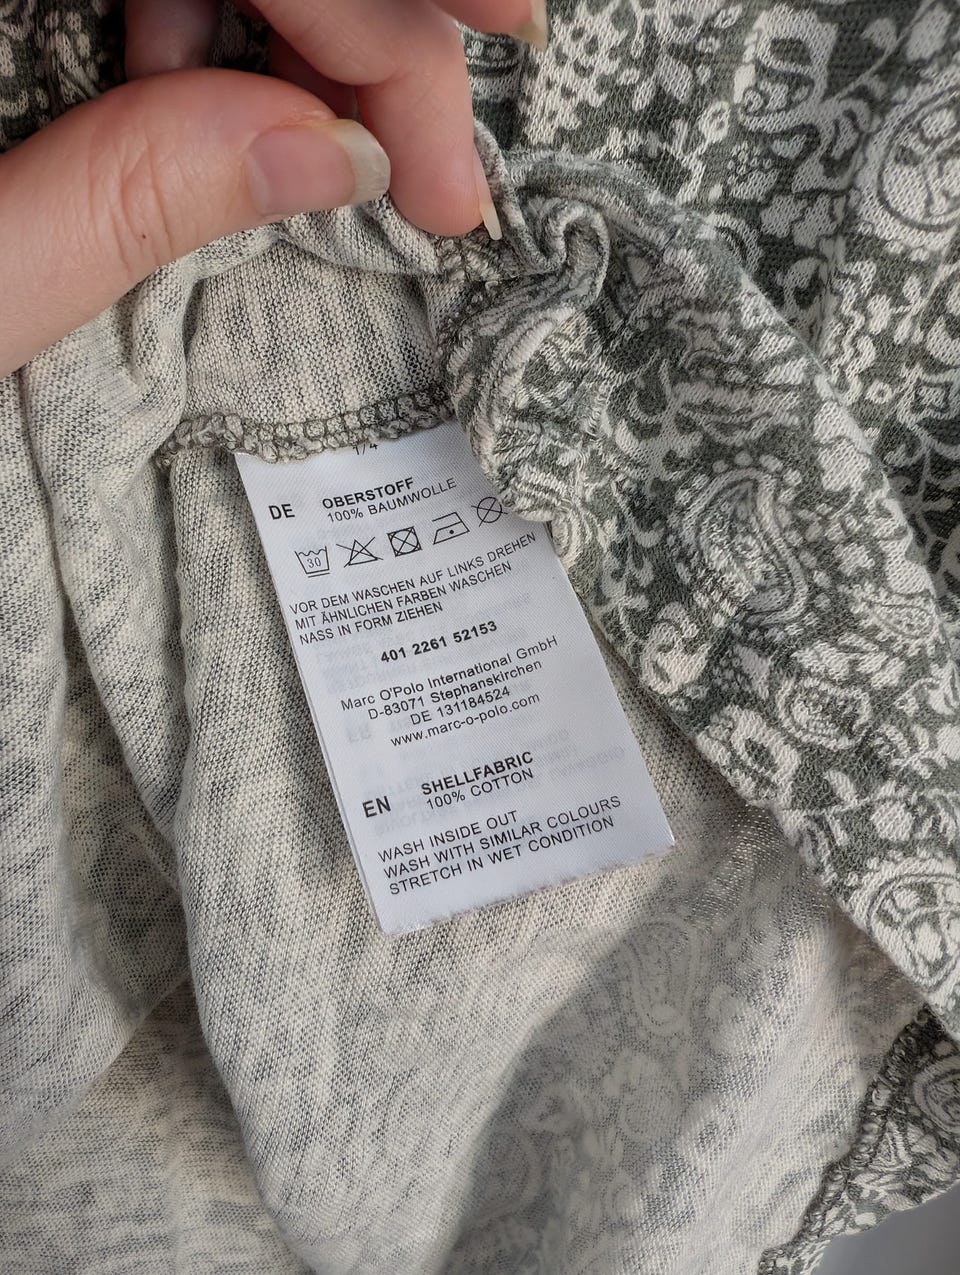 1/4
DE OBERSTOFF
100% BAUMWOLLE
30
VOR DEM WASCHEN AUF LINKS DREHEN
MIT ÄHNLICHEN FARBEN WASCHEN
NASS IN FORM ZIEHEN
401 2261 52153
Marc O'Polo International GmbH
D-83071 Stephanskirchen
DE 131184524
www.marc-o-polo.com
EN SHELLFABRIC
100% COTTON
WASH INSIDE OUT
WASH WITH SIMILAR COLOURS
STRETCH IN WET CONDITION